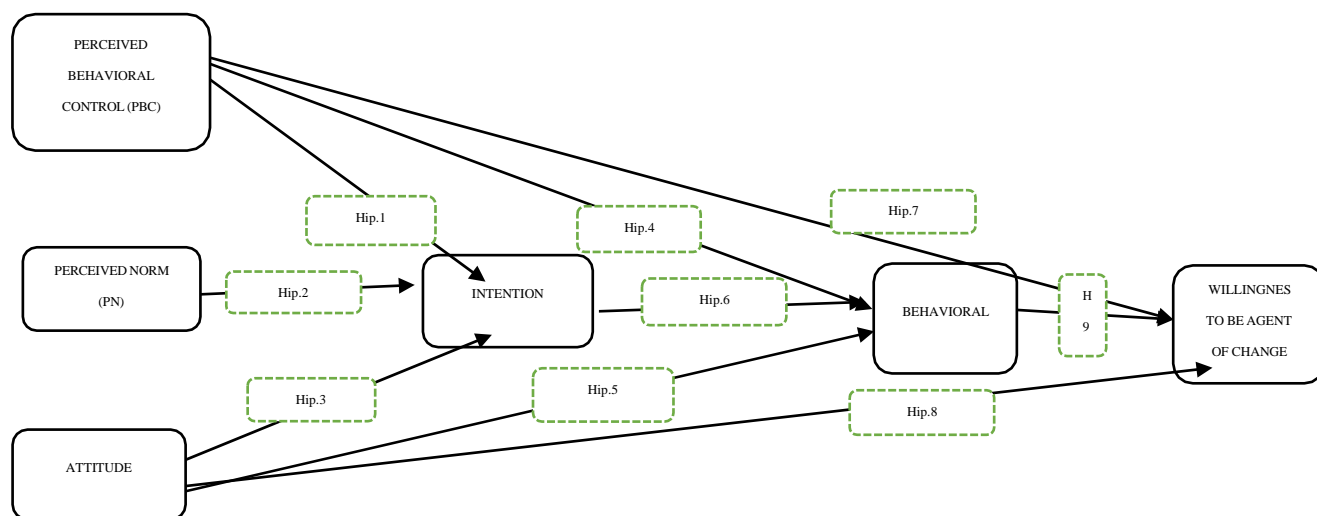 PERCEIVED
BEHAVIORAL
CONTROL (PBC)
Hip.1
Hip.4
Hip.7
PERCEIVED NORM
(PN)
Hip.2
INTENTION
Hip.6
BEHAVIORAL
H
9
WILLINGNES
TO BE AGENT
OF CHANGE
Hip.3
Hip.5
Hip.8
ATTITUDE